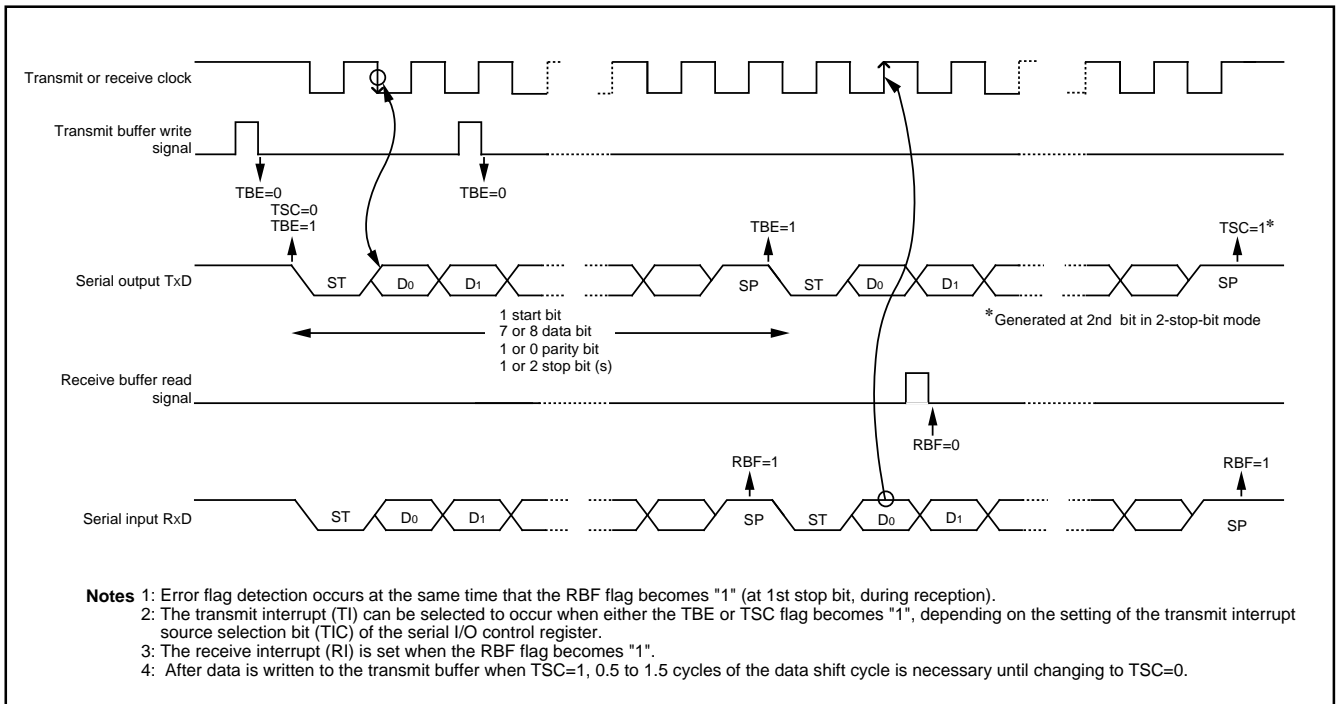 Transmit or receive clock
Transmit buffer write
signal
TBE=0
TSC=0
TBE=1
TBE=0
TBE=1
TSC=1*
Serial output TxD
ST
D0
D1
SP
ST
D0
D1
SP
1 start bit
7 or 8 data bit
1 or 0 parity bit
1 or 2 stop bit (s)
*Generated at 2nd bit in 2-stop-bit mode
Receive buffer read
signal
RBF=0
RBF=1
RBF=1
Serial input RxD
ST
D0
D1
SP
ST
D0
D1
SP
Notes 1: Error flag detection occurs at the same time that the RBF flag becomes "1" (at 1st stop bit, during reception).
2: The transmit interrupt (TI) can be selected to occur when either the TBE or TSC flag becomes "1", depending on the setting of the transmit interrupt
source selection bit (TIC) of the serial I/O control register.
3: The receive interrupt (RI) is set when the RBF flag becomes "1".
4: After data is written to the transmit buffer when TSC=1, 0.5 to 1.5 cycles of the data shift cycle is necessary until changing to TSC=0.